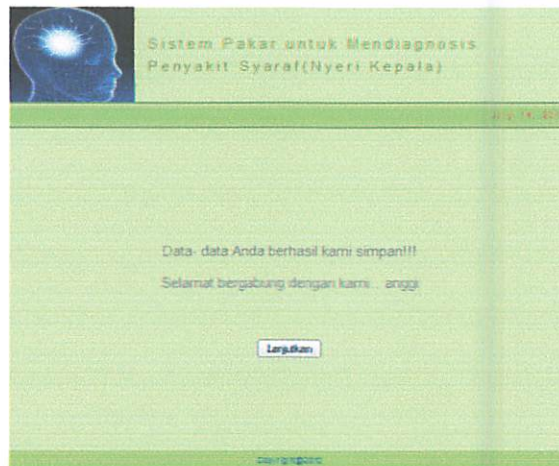 Sistem Pakar untuk Mendiagnosis
Penyakit Syaraf(Nyeri Kepala)
Data- data Anda berhasil kami simpan!!!
Selamat bergabung dengan kami... anggi
Lanjutkan